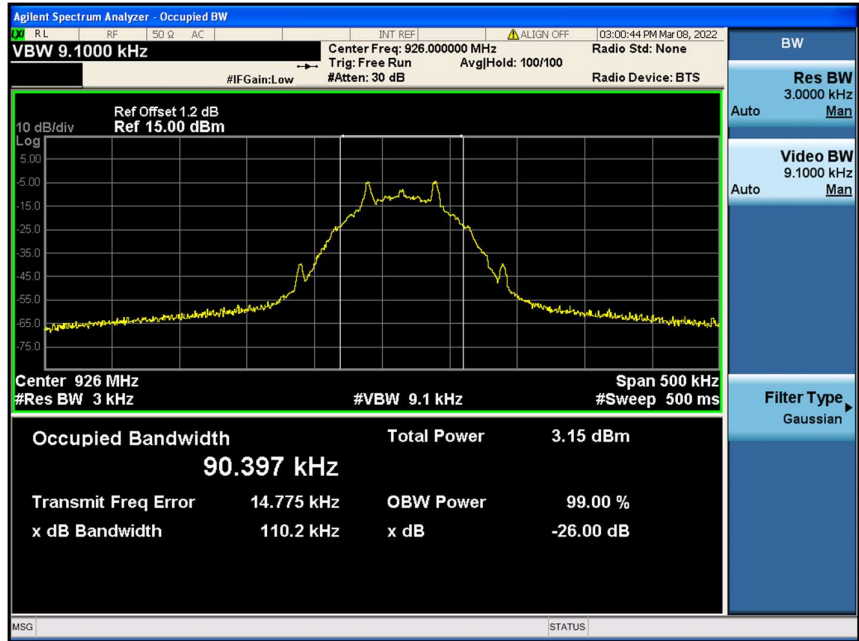 Agilent Spectrum Analyzer - Occupied BW
LXI RL RF 50 Ω AC INT REF ALIGN OFF 03:00:44 PM Mar 08, 2022
VBW 9.1000 kHz
Center Freq: 926.000000 MHz Radio Std: None
Trig: Free Run Avg|Hold: 100/100
#IFGain:Low #Atten: 30 dB Radio Device: BTS
Ref Offset 1.2 dB
10 dB/div Ref 15.00 dBm
Log
5.00
-5.00
-15.0
-25.0
-35.0
-45.0
-55.0
-65.0
-75.0
Center 926 MHz Span 500 kHz
#Res BW 3 kHz #VBW 9.1 kHz #Sweep 500 ms
Occupied Bandwidth Total Power 3.15 dBm
90.397 kHz
Transmit Freq Error 14.775 kHz OBW Power 99.00 %
x dB Bandwidth 110.2 kHz x dB -26.00 dB
MSG STATUS
BW
Res BW
3.0000 kHz
Auto Man
Video BW
9.1000 kHz
Auto Man
Filter Type
Gaussian